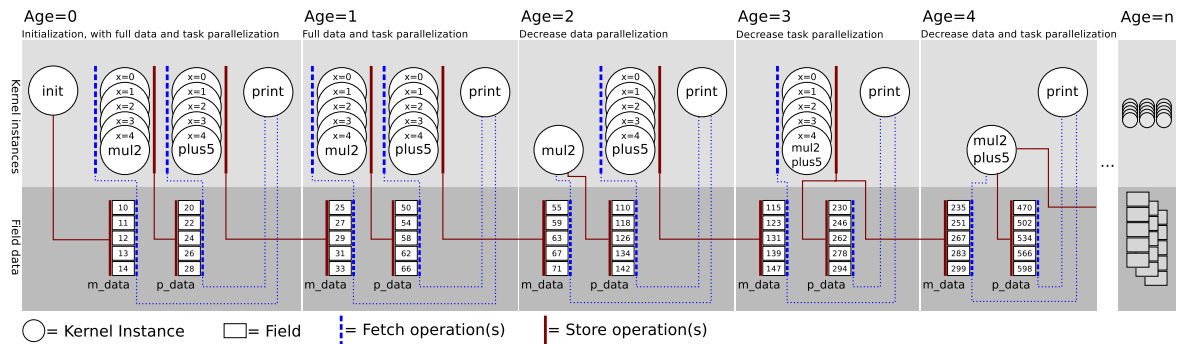 Age=0 Age=1 Age=2 Age=3 Age=4 Age=n
Initialization, with full data and task parallelization Full data and task parallelization Decrease data parallelization Decrease task parallelization Decrease data and task parallelization
Kernel instances
init
x=0
x=1
x=2
x=3
x=4
mul2
x=0
x=1
x=2
x=3
x=4
plus5
print
x=0
x=1
x=2
x=3
x=4
mul2
x=0
x=1
x=2
x=3
x=4
plus5
print
mul2
x=0
x=1
x=2
x=3
x=4
plus5
print
x=0
x=1
x=2
x=3
x=4
mul2
plus5
print
mul2
plus5
print
...
Field data
10
11
12
13
14
m_data
20
22
24
26
28
p_data
25
27
29
31
33
m_data
50
54
58
62
66
p_data
55
59
63
67
71
m_data
110
118
126
134
142
p_data
115
123
131
139
147
m_data
230
246
262
278
294
p_data
235
251
267
283
299
m_data
470
502
534
566
598
p_data
= Kernel Instance = Field = Fetch operation(s) = Store operation(s)